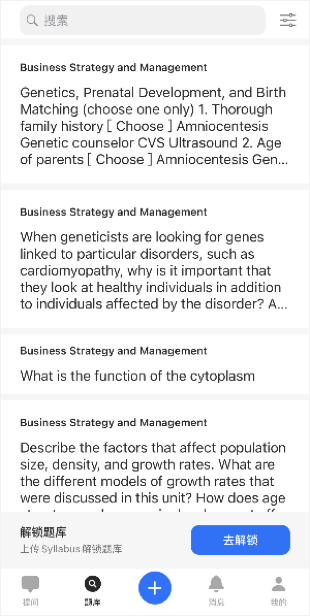 搜索
Business Strategy and Management
Genetics, Prenatal Development, and Birth
Matching (choose one only) 1. Thorough
family history [ Choose ] Amniocentesis
Genetic counselor CVS Ultrasound 2. Age
of parents [ Choose ] Amniocentesis Gen...
Business Strategy and Management
When geneticists are looking for genes
linked to particular disorders, such as
cardiomyopathy, why is it important that
they look at healthy individuals in addition
to individuals affected by the disorder? A...
Business Strategy and Management
What is the function of the cytoplasm
Business Strategy and Management
Describe the factors that affect population
size, density, and growth rates. What are
the different models of growth rates that
were discussed in this unit? How does age
解锁题库
上传 Syllabus 解锁题库
去解锁
提问
题库
消息
我的